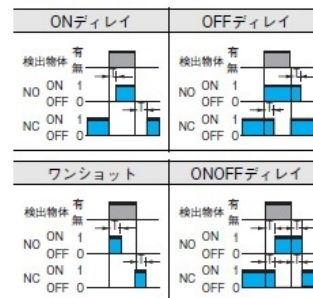 ONディレイ
検出物体 有
無
T
NO ON 1
OFF 0
T
NC ON 1
OFF 0
OFFディレイ
検出物体 有
無
T
NO ON 1
OFF 0
T
NC ON 1
OFF 0
ワンショット
検出物体 有
無
T
NO ON 1
OFF 0
T
NC ON 1
OFF 0
ONOFFディレイ
検出物体 有
無
T T
NO ON 1
OFF 0
T T
NC ON 1
OFF 0